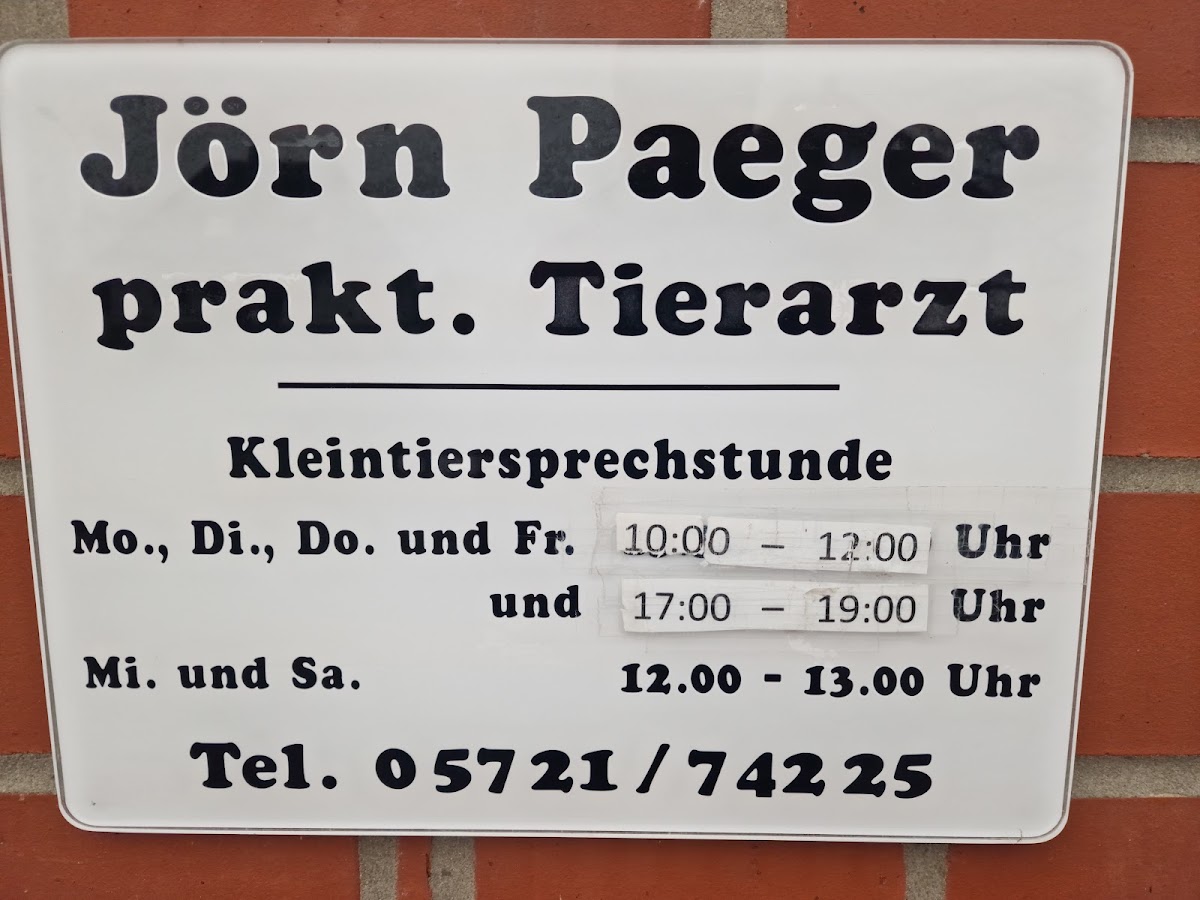 Jörn Paeger
prakt. Tierarzt
Kleintiersprechstunde
Mo., Di., Do. und Fr. 10:00 – 12:00 Uhr
und 17:00 – 19:00 Uhr
Mi. und Sa. 12.00 - 13.00 Uhr
Tel. 05721/74225